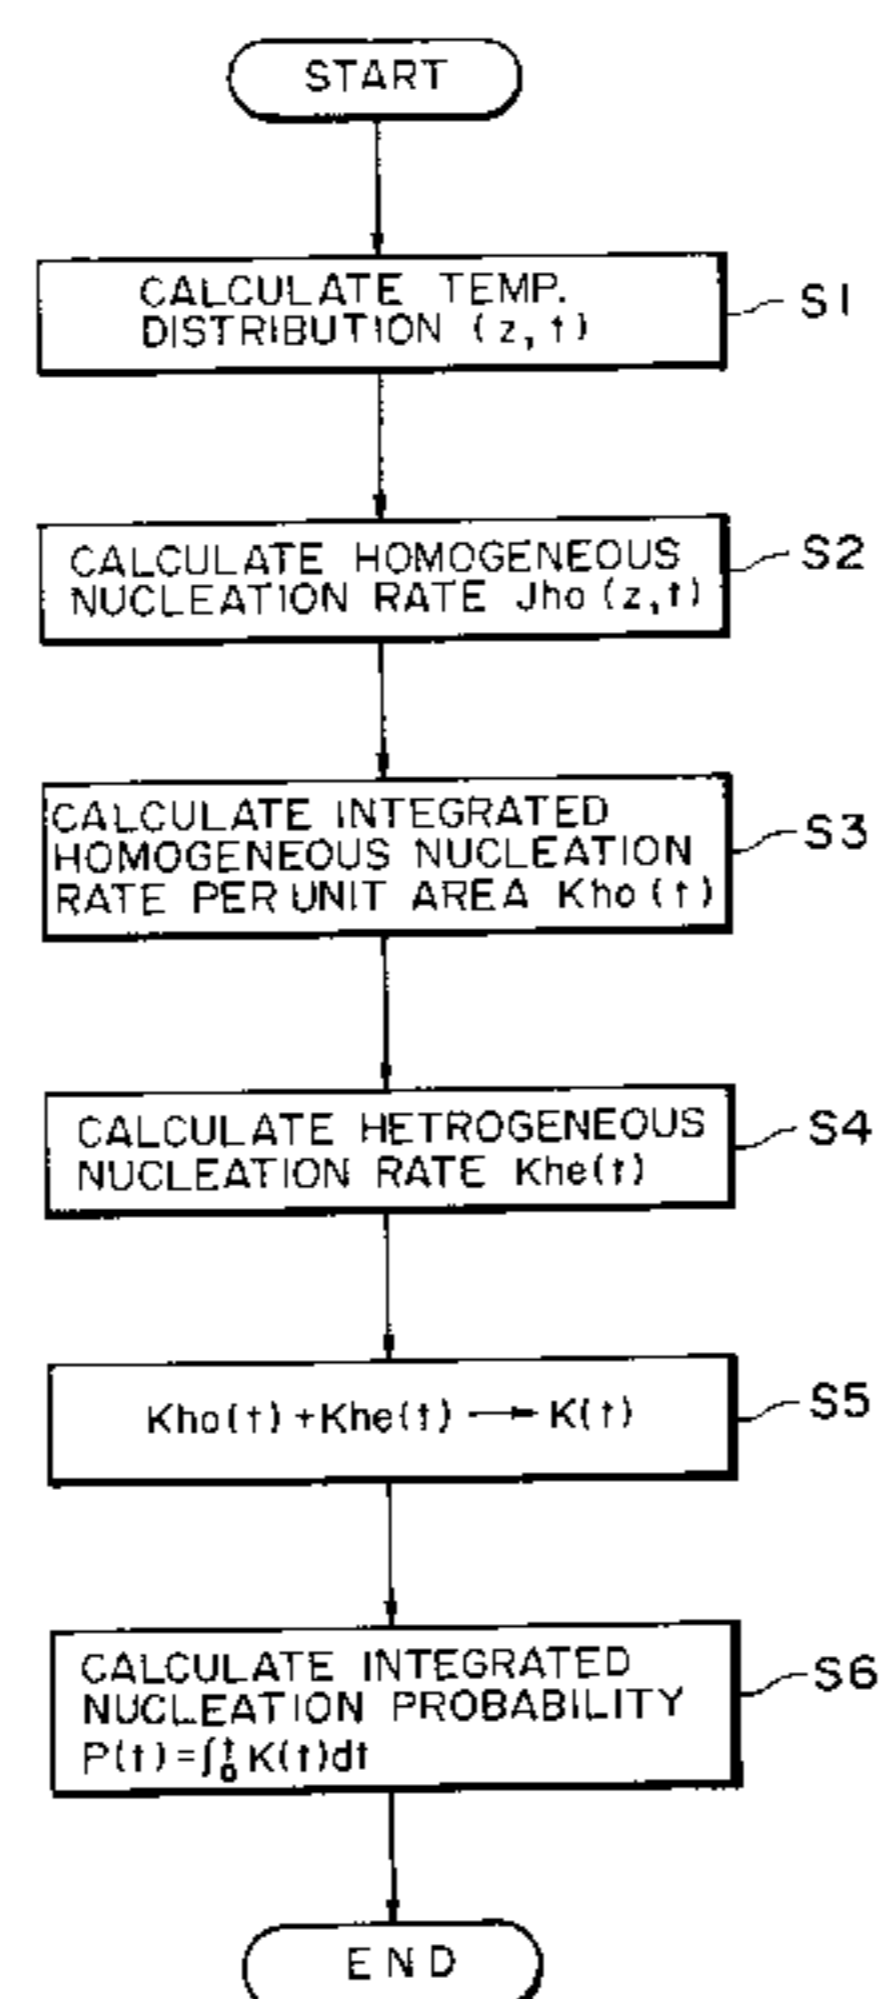 START
CALCULATE TEMP.
DISTRIBUTION (z, t)
S1
CALCULATE HOMOGENEOUS
NUCLEATION RATE Jho (z,t)
S2
CALCULATE INTEGRATED
HOMOGENEOUS NUCLEATION
RATE PER UNIT AREA Kho (t)
S3
CALCULATE HETROGENEOUS
NUCLEATION RATE Khe(t)
S4
Kho(t)+Khe(t) → K(t)
S5
CALCULATE INTEGRATED
NUCLEATION PROBABILITY
P(t)=∫₀ᵗ K(t)dt
S6
END